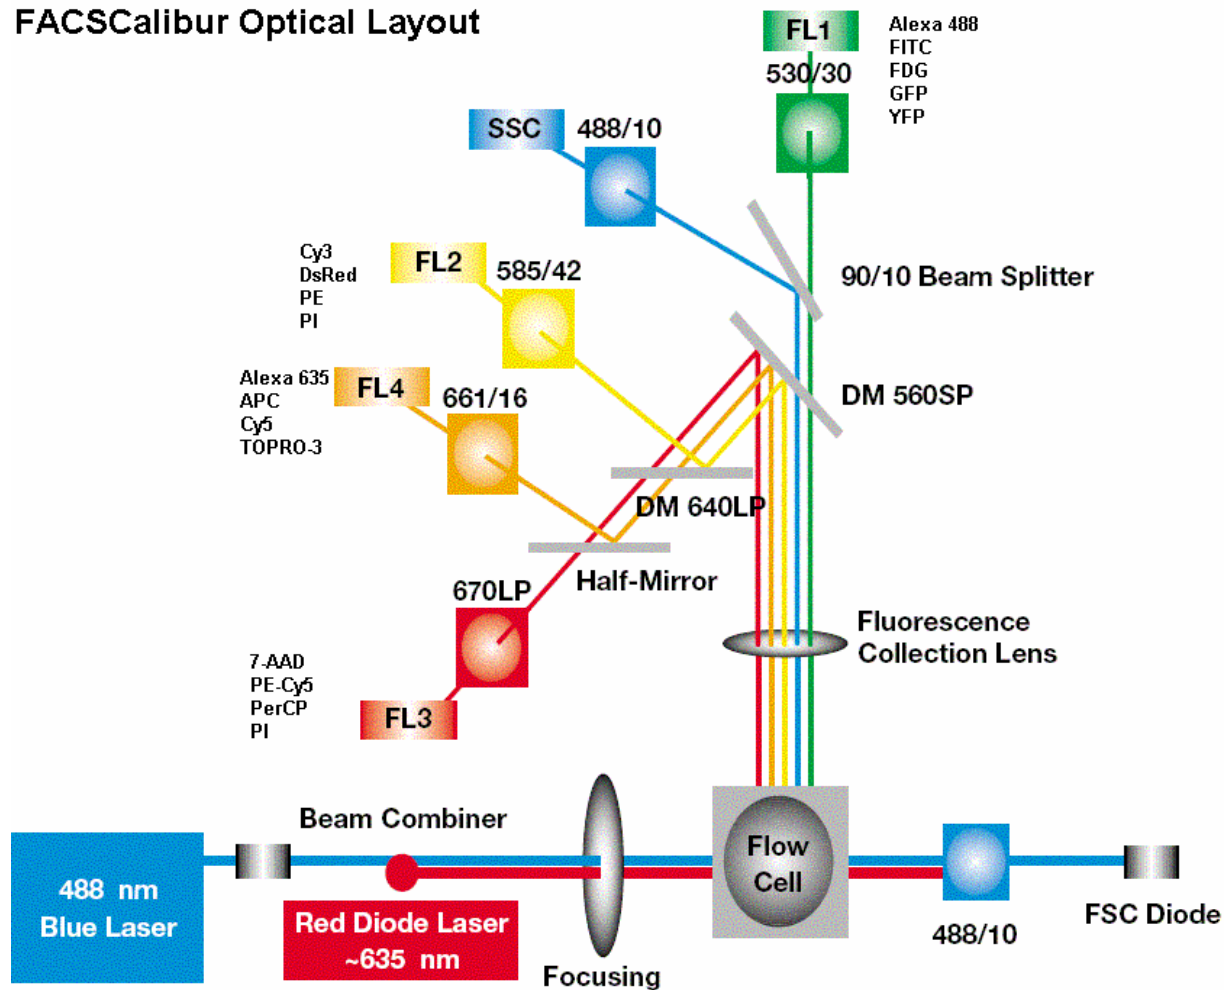 FACSCalibur Optical Layout
FL1
530/30
Alexa 488
FITC
FDG
GFP
YFP
SSC
488/10
90/10 Beam Splitter
Cy3
DsRed
PE
PI
FL2
585/42
DM 560SP
Alexa 635
APC
Cy5
TOPRO-3
FL4
661/16
DM 640LP
Half-Mirror
670LP
Fluorescence
Collection Lens
7-AAD
PE-Cy5
PerCP
PI
FL3
Beam Combiner
488 nm
Blue Laser
Red Diode Laser
~635 nm
Focusing
Flow
Cell
488/10
FSC Diode